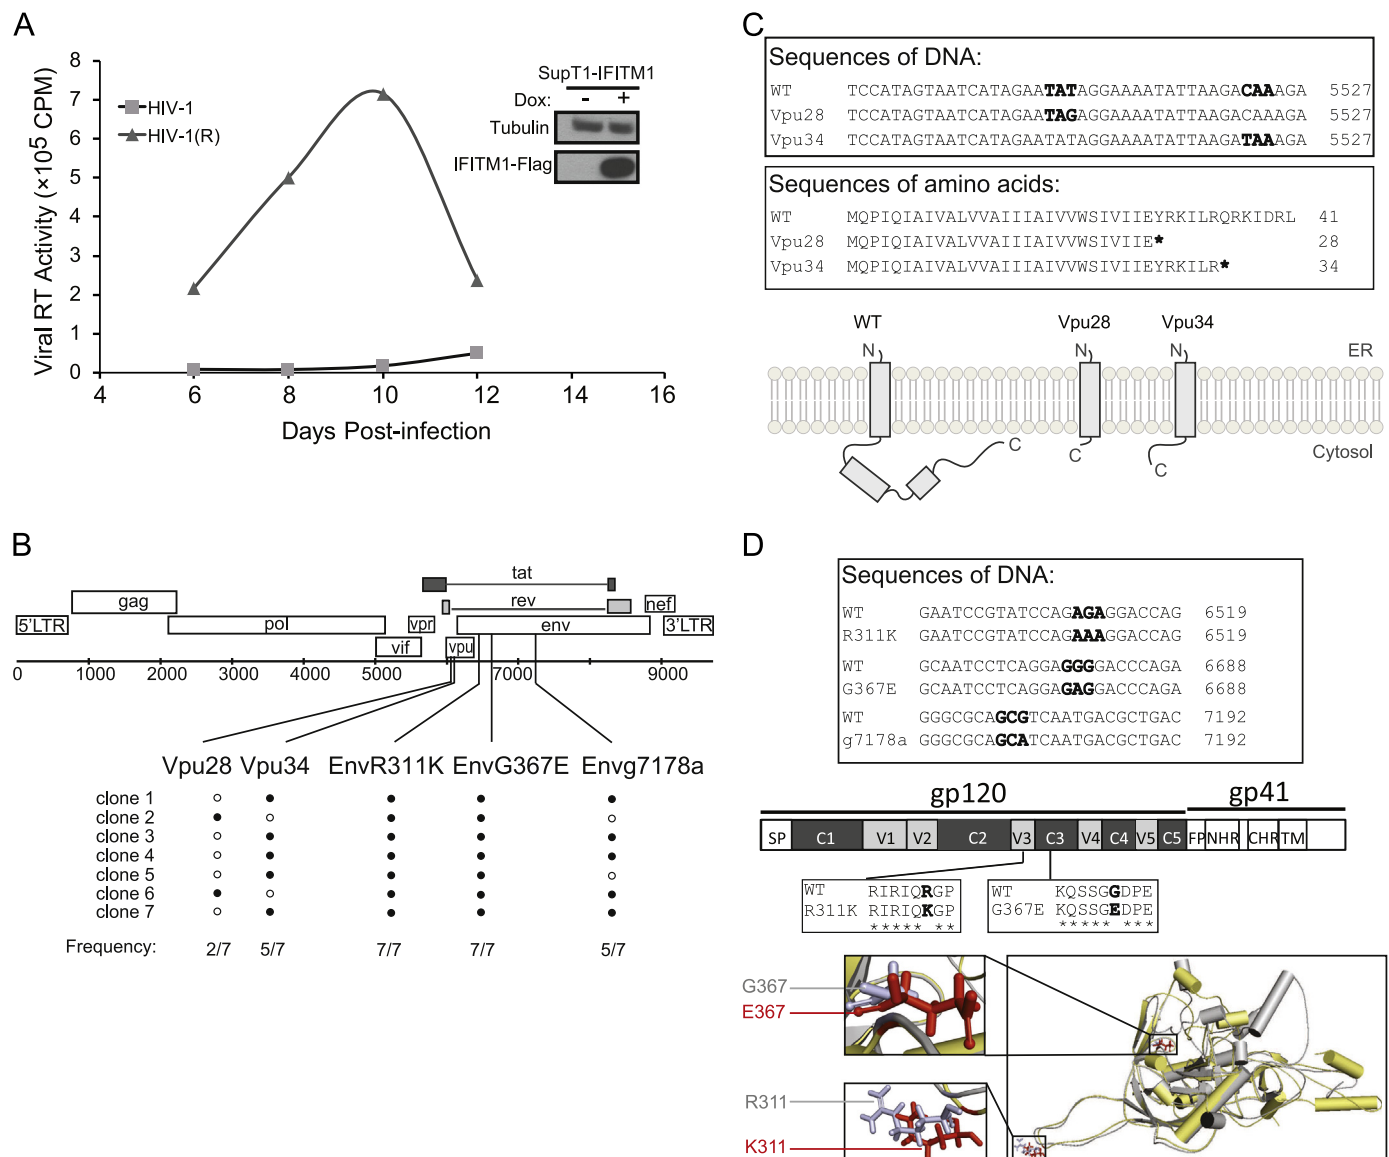 A
Viral RT Activity (×10⁵ CPM)
8
7
6
5
4
3
2
1
0
4
6
8
10
12
14
16
Days Post-infection
HIV-1
HIV-1(R)
SupT1-IFITM1
Dox: - +
Tubulin
IFITM1-Flag
B
tat
rev
nef
gag
5'LTR
pol
vpr
env
3'LTR
vif
vpu
0 1000 2000 3000 4000 5000 7000 9000
Vpu28 Vpu34 EnvR311K EnvG367E Envg7178a
clone 1
clone 2
clone 3
clone 4
clone 5
clone 6
clone 7
Frequency: 2/7 5/7 7/7 7/7 5/7
C
Sequences of DNA:
WT TCCATAGTAATCATAGAATATAGGAAAATATTAAGACAAAGA 5527
Vpu28 TCCATAGTAATCATAGAATAGAGGAAAATATTAAGACAAAGA 5527
Vpu34 TCCATAGTAATCATAGAATATAGGAAAATATTAAGATAAAGA 5527
Sequences of amino acids:
WT MQPIQIAIVALVVAIIIAIVVWSIVIIEYRKILRQRKIDRL 41
Vpu28 MQPIQIAIVALVVAIIIAIVVWSIVIIE* 28
Vpu34 MQPIQIAIVALVVAIIIAIVVWSIVIIEYRKILR* 34
WT Vpu28 Vpu34
N N N ER
C C C Cytosol
D
Sequences of DNA:
WT GAATCCGTATCCAGAGAGGACCAG 6519
R311K GAATCCGTATCCAGAAAGGACCAG 6519
WT GCAATCCTCAGGAGGGGACCCAGA 6688
G367E GCAATCCTCAGGAGAGGACCCAGA 6688
WT GGGCGCAGCGTCAATGACGCTGAC 7192
g7178a GGGCGCAGCATCAATGACGCTGAC 7192
gp120 gp41
SP C1 V1 V2 C2 V3 C3 V4 C4 V5 C5 FP NHR CHR TM
WT RIRIQRGP
R311K RIRIQKGP
***** **
WT KQSSGGDPE
G367E KQSSGEDPE
***** ***
G367
E367
R311
K311